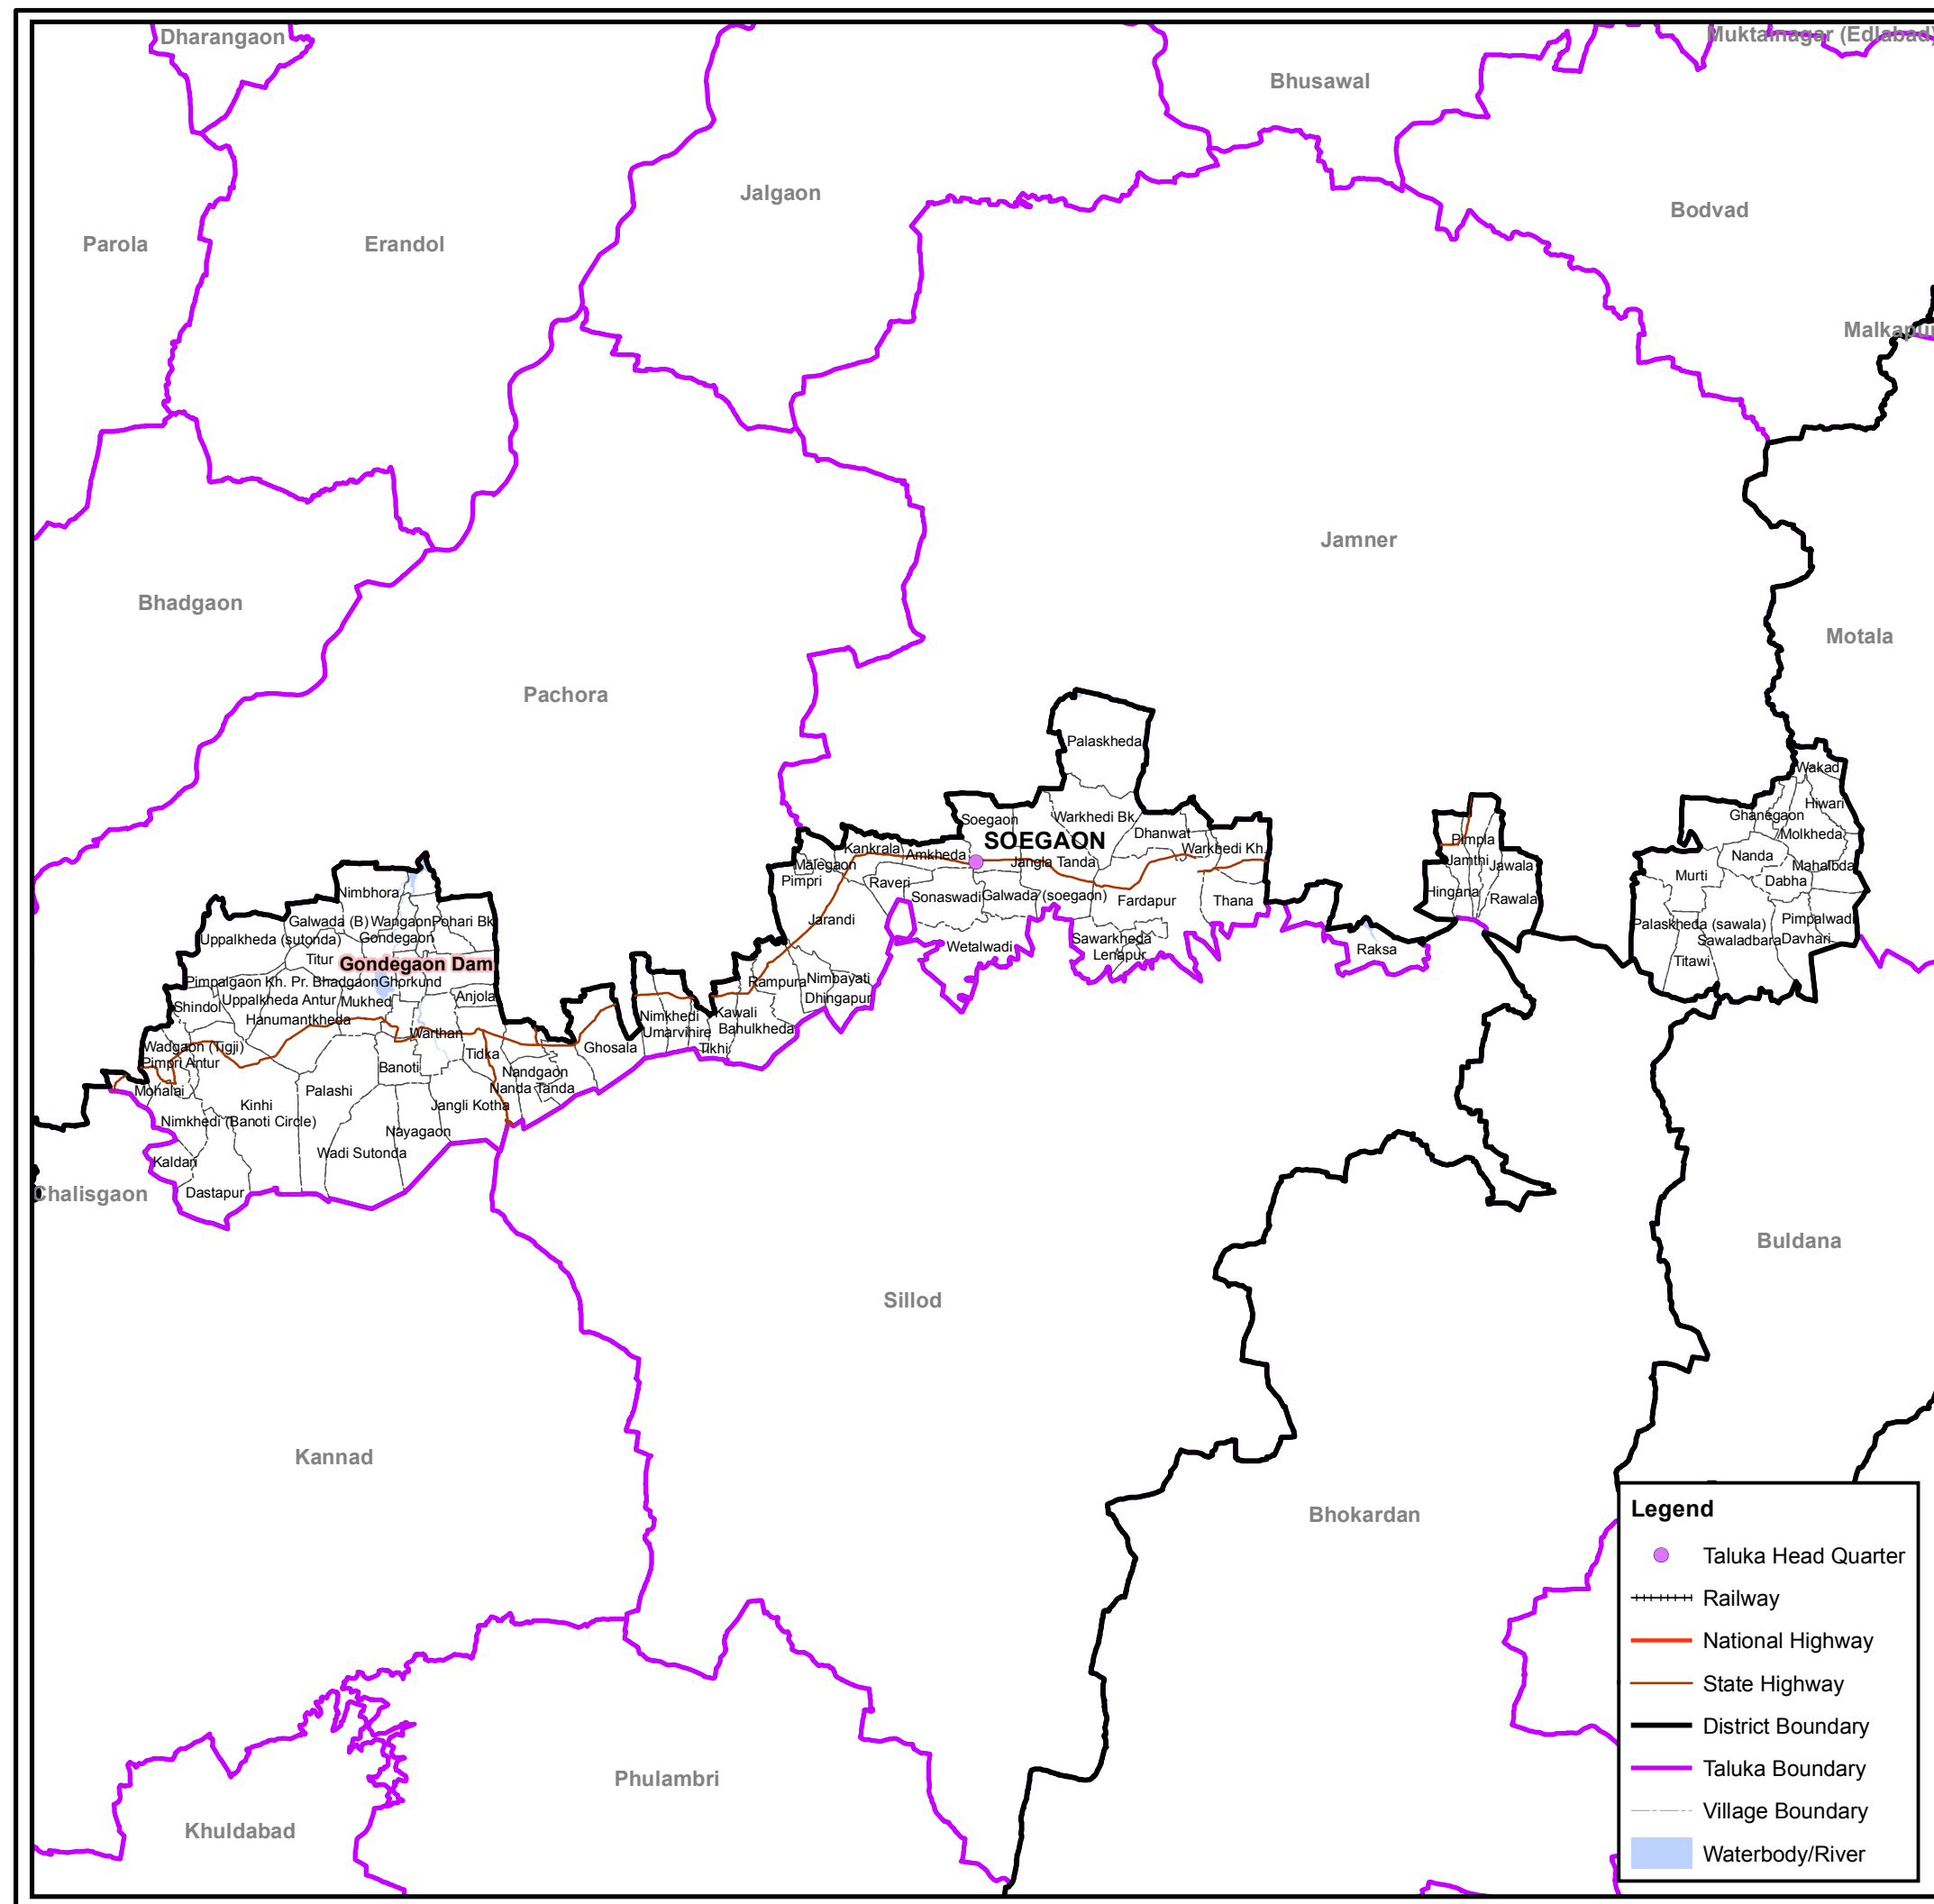 Dharangaon
Muktainagar (Edlabad)
Bhusawal
Jalgaon
Bodvad
Parola
Erandol
Malkapur
Jamner
Bhadgaon
Motala
Pachora
Palaskheda
Wakad
Hiwari
Ghanegaon
Soegaon
Warkhedi Bk.
Dhanwat
Molkheda
SOEGAON
Pimpla
Kankrala
Amkheda
Jangla Tanda
Warkhedi Kh.
Nanda
Malegaon
Jamthi
Jawala
Mahalbda
Murti
Pimpri
Raveri
Dabha
Nimbhora
Sonaswadi
Galwada (soegaon)
Fardapur
Thana
Hingana
Rawala
Galwada (B)
Wadgaon
Pohari Bk.
Jarandi
Palaskheda (sawala)
Pimpalwadi
Uppalkheda (sutonda)
Gondegaon
Wetalwadi
Sawarkheda
Raksa
Sawaladbara
Davhari
Titur
Gondegaon Dam
Lenapur
Titawi
Pimpalgaon Kh. Pr. Bhadgaon
Ghorkund
Rampura
Nimbayati
Shindol
Uppalkheda Antur
Mukhed
Anjola
Dhingapur
Hanumantkheda
Nimkhedi
Kawali
Warthan
Umarvihire
Bahulkheda
Wadgaon (Tigji)
Tidka
Ghosala
Tikhi
Pimpri Antur
Banoti
Nandgaon
Mohalai
Palashi
Nanda Tanda
Kinhi
Jangli Kotha
Nimkhedi (Banoti Circle)
Nayagaon
Wadi Sutonda
Kaldari
Chalisgaon
Dastapur
Buldana
Sillod
Kannad
Bhokardan
Phulambri
Khuldabad
Legend
Taluka Head Quarter
Railway
National Highway
State Highway
District Boundary
Taluka Boundary
Village Boundary
Waterbody/River